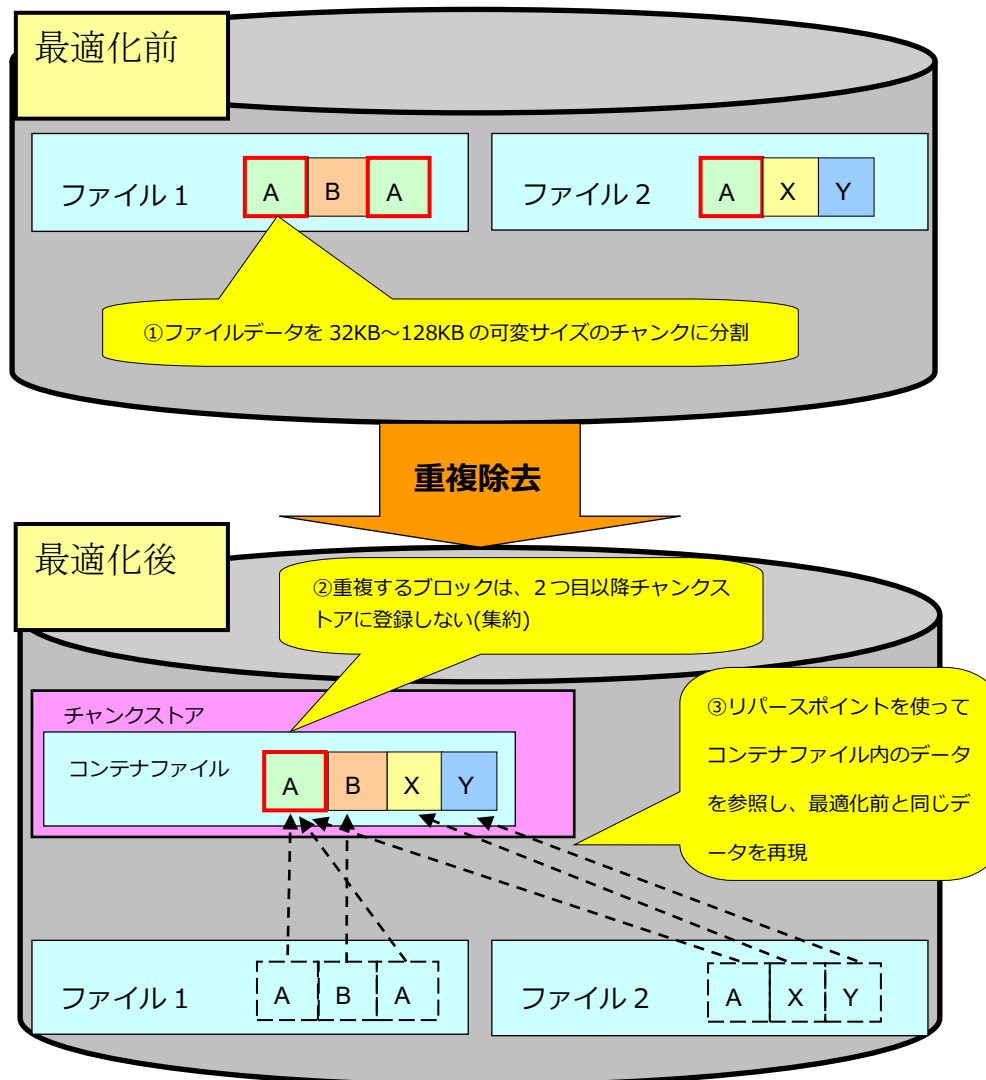 最適化前
ファイル 1
A
B
A
ファイル 2
A
X
Y
①ファイルデータを 32KB～128KB の可変サイズのチャンクに分割
重複除去
最適化後
②重複するブロックは、2 つ目以降チャンクス
トアに登録しない(集約)
チャンクストア
コンテナファイル
A
B
X
Y
③リパースポイントを使って
コンテナファイル内のデータ
を参照し、最適化前と同じデ
ータを再現
ファイル 1
A
B
A
ファイル 2
A
X
Y